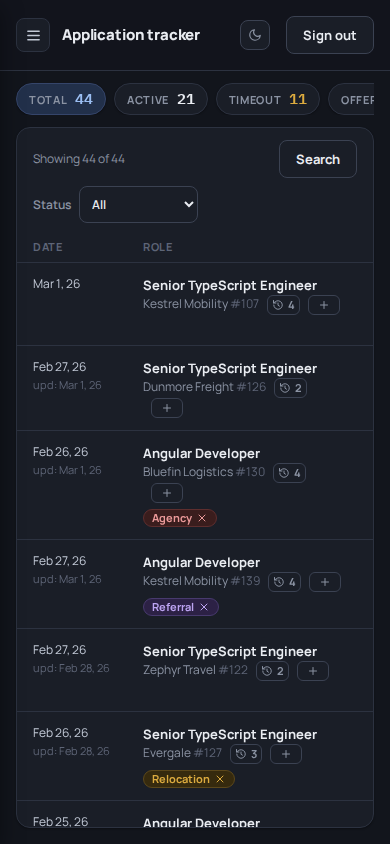 Application tracker
Sign out
TOTAL 44 ACTIVE 21 TIMEOUT 11 OFFER
Showing 44 of 44
Search
Status All
DATE ROLE
Mar 1, 26
Senior TypeScript Engineer
Kestrel Mobility #107 4 +
Feb 27, 26
upd: Mar 1, 26
Senior TypeScript Engineer
Dunmore Freight #126 2
+
Feb 26, 26
upd: Mar 1, 26
Angular Developer
Bluefin Logistics #130 4
+
Agency ×
Feb 27, 26
upd: Mar 1, 26
Angular Developer
Kestrel Mobility #139 4 +
Referral ×
Feb 27, 26
upd: Feb 28, 26
Senior TypeScript Engineer
Zephyr Travel #122 2 +
Feb 26, 26
upd: Feb 28, 26
Senior TypeScript Engineer
Evergale #127 3 +
Relocation ×
Feb 25, 26
Angular Developer